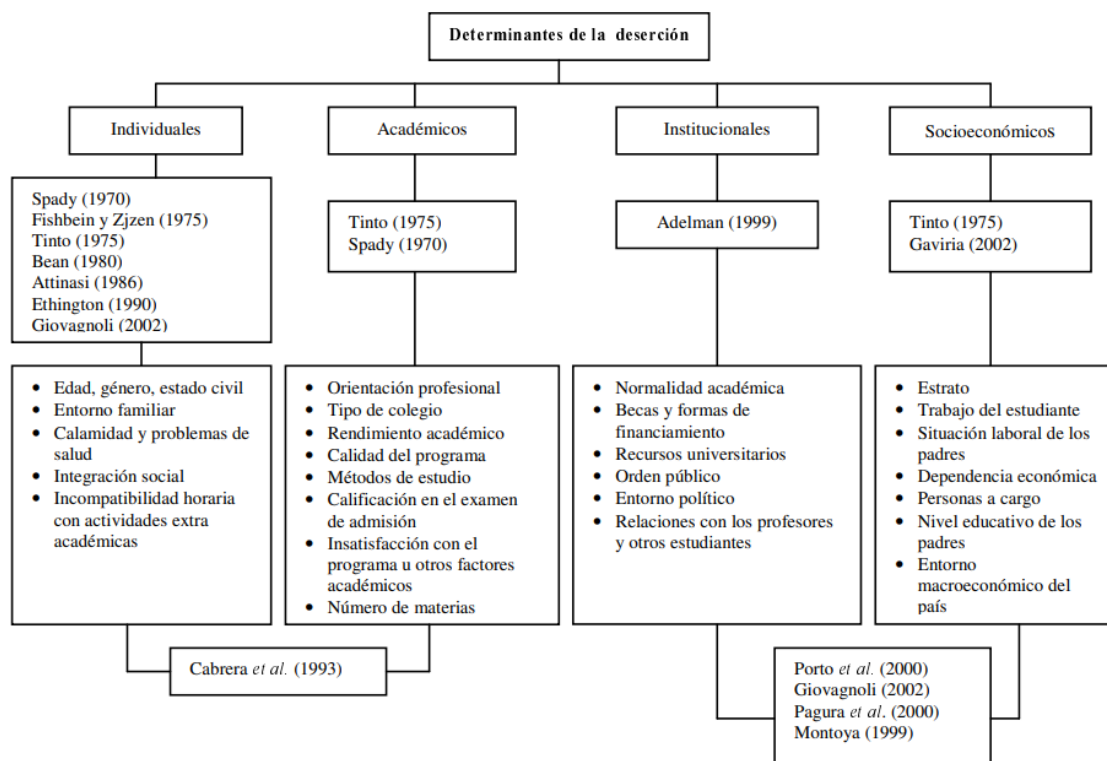 Determinantes de la deserción
Individuales
Académicos
Institucionales
Socioeconómicos
Spady (1970)
Fishbein y Zjzen (1975)
Tinto (1975)
Bean (1980)
Attinasi (1986)
Ethington (1990)
Giovagnoli (2002)
Tinto (1975)
Spady (1970)
Adelman (1999)
Tinto (1975)
Gaviria (2002)
• Edad, género, estado civil
• Entorno familiar
• Calamidad y problemas de
salud
• Integración social
• Incompatibilidad horaria
con actividades extra
académicas
• Orientación profesional
• Tipo de colegio
• Rendimiento académico
• Calidad del programa
• Métodos de estudio
• Calificación en el examen
de admisión
• Insatisfacción con el
programa u otros factores
académicos
• Número de materias
• Normalidad académica
• Becas y formas de
financiamiento
• Recursos universitarios
• Orden público
• Entorno político
• Relaciones con los profesores
y otros estudiantes
• Estrato
• Trabajo del estudiante
• Situación laboral de los
padres
• Dependencia económica
• Personas a cargo
• Nivel educativo de los
padres
• Entorno
macroeconómico del
país
Cabrera et al. (1993)
Porto et al. (2000)
Giovagnoli (2002)
Pagura et al. (2000)
Montoya (1999)